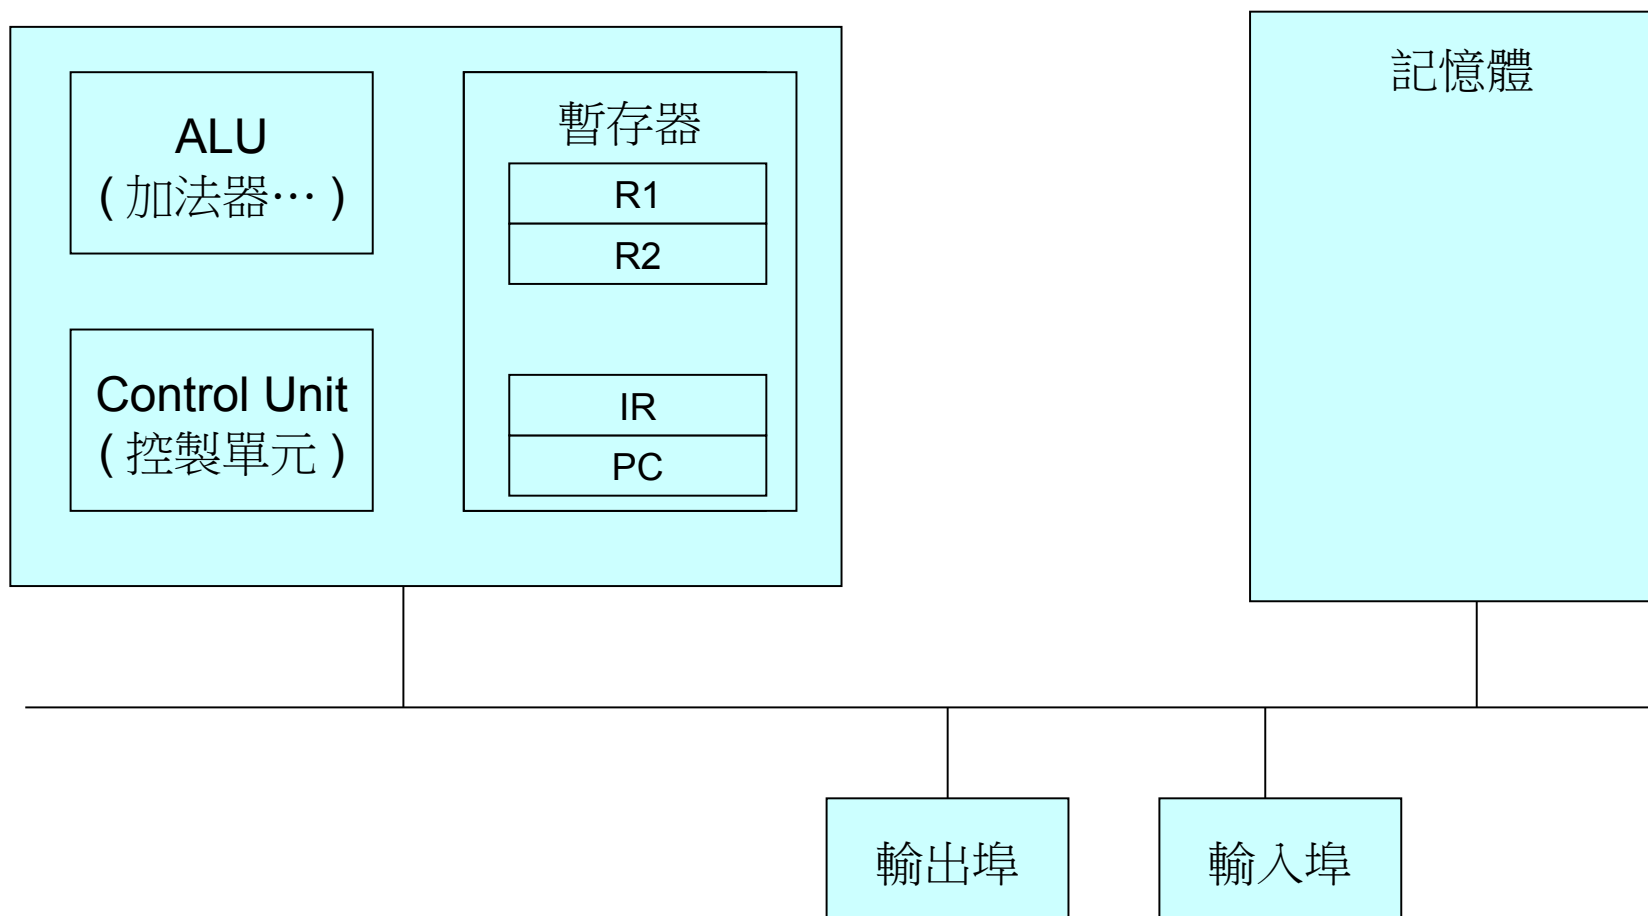 ALU
( 加法器… )
Control Unit
( 控製單元 )
暫存器
R1
R2
IR
PC
記憶體
輸出埠
輸入埠